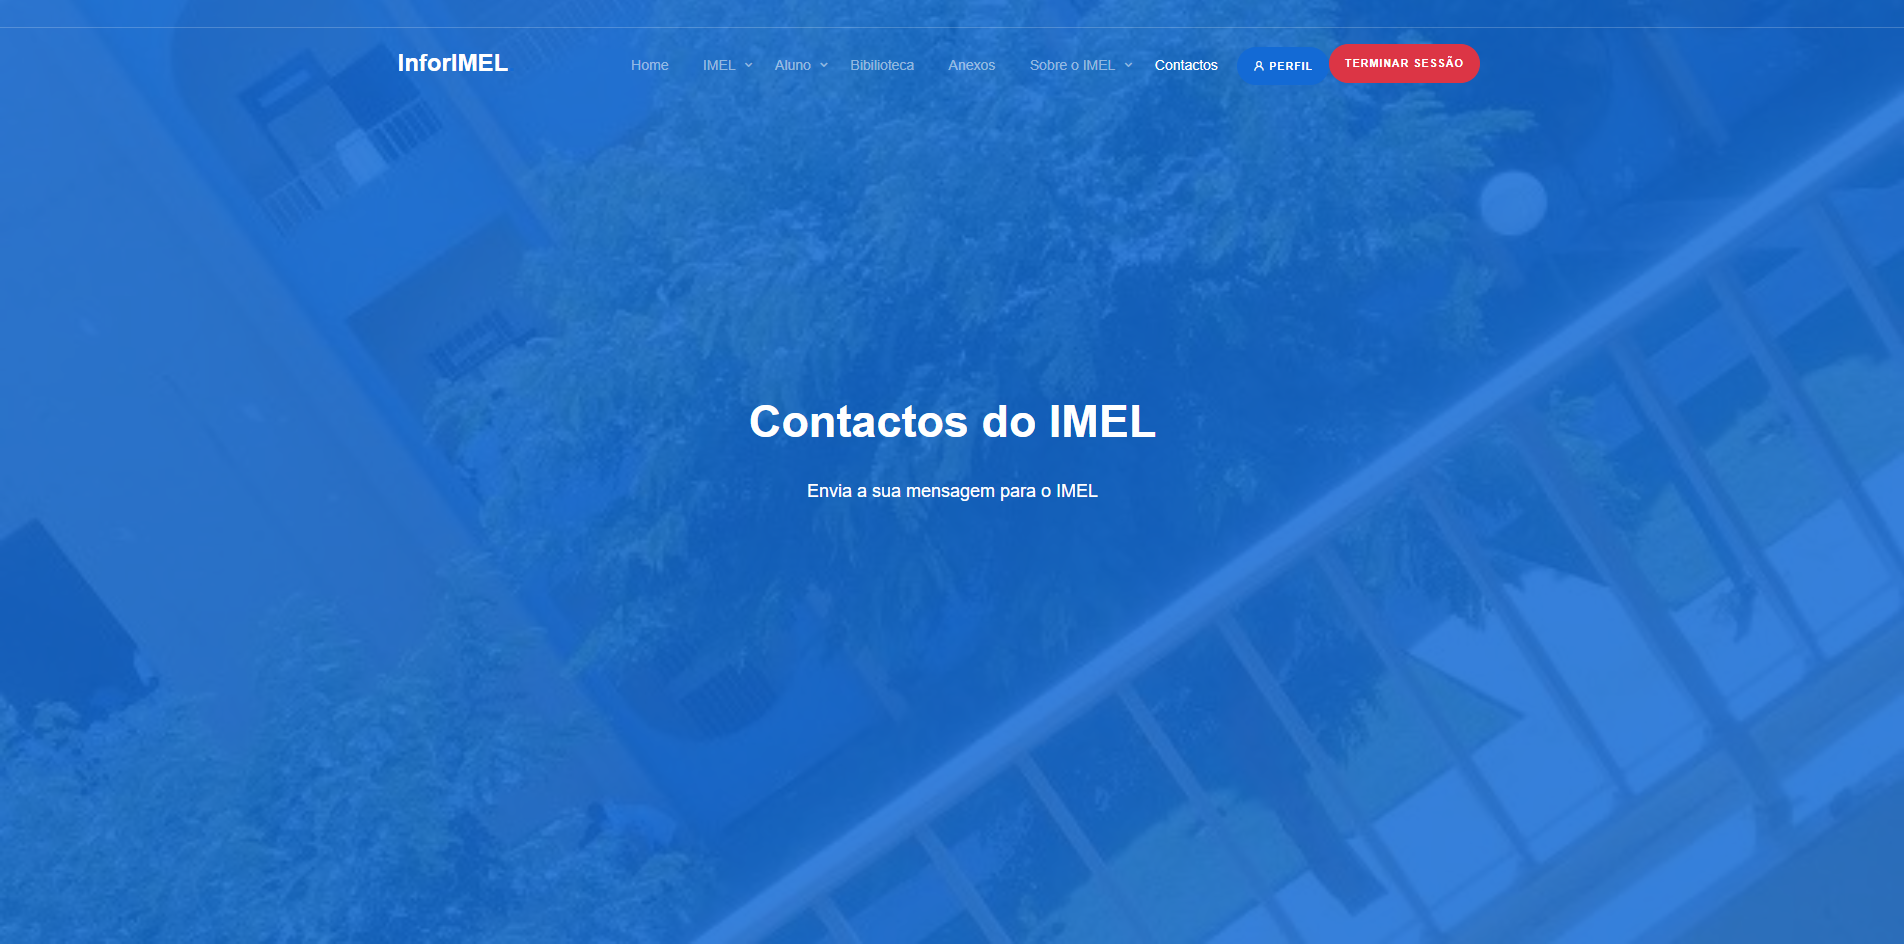 InforIMEL
Home IMEL Aluno Bibilioteca Anexos Sobre o IMEL Contactos PERFIL TERMINAR SESSÃO
Contactos do IMEL
Envia a sua mensagem para o IMEL